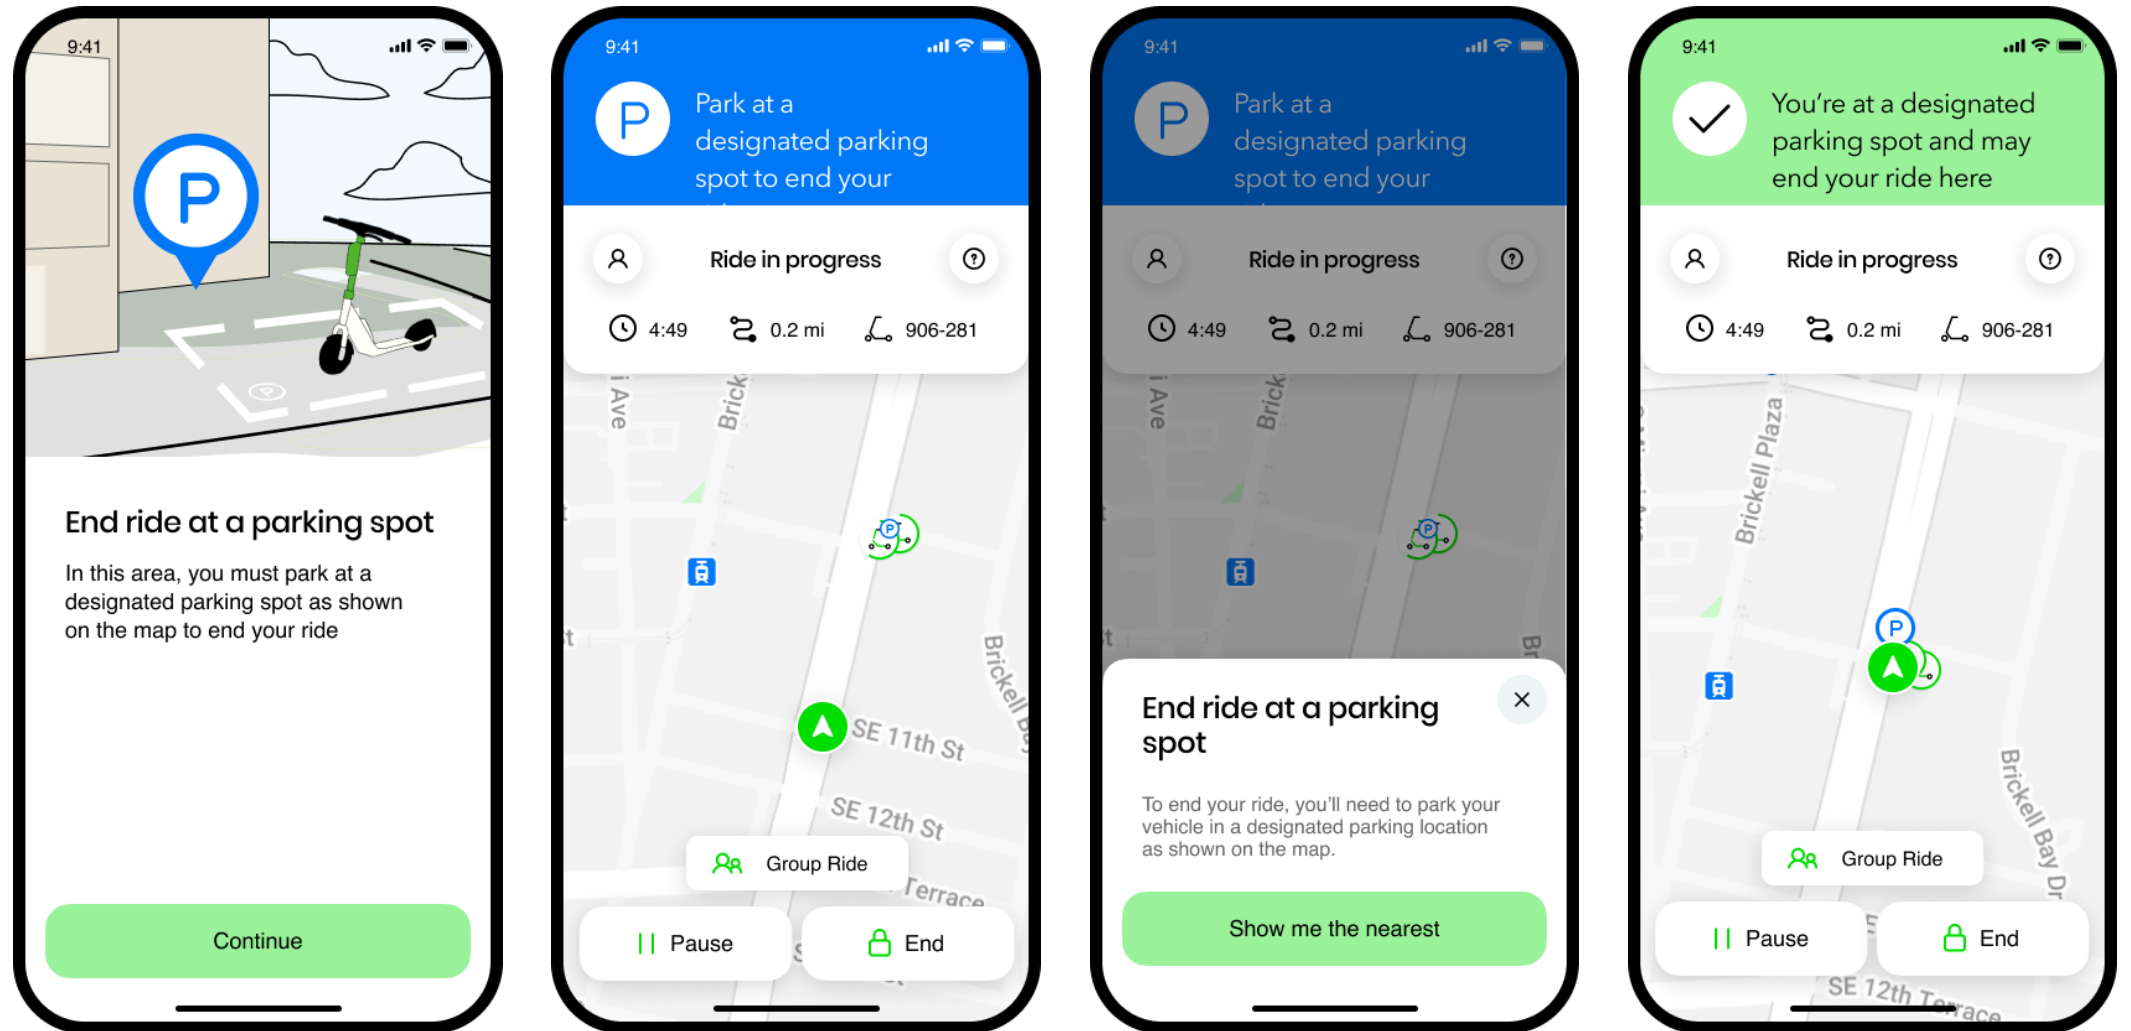 9:41
P
P
End ride at a parking spot
In this area, you must park at a
designated parking spot as shown
on the map to end your ride
Continue
9:41
P
Park at a
designated parking
spot to end your
Ride in progress
?
4:49
0.2 mi
906-281
i Ave
Brick
P
Brickell Bay
SE 11th St
SE 12th St
Group Ride
Terrace
Pause
End
9:41
P
Park at a
designated parking
spot to end your
Ride in progress
?
4:49
0.2 mi
906-281
i Ave
Brick
P
Br
End ride at a parking
spot
To end your ride, you'll need to park your
vehicle in a designated parking location
as shown on the map.
Show me the nearest
9:41
You're at a designated
parking spot and may
end your ride here
Ride in progress
?
4:49
0.2 mi
906-281
Brickell Plaza
P
Brickell Bay Dr
Group Ride
Pause
End
SE 12th Terrace